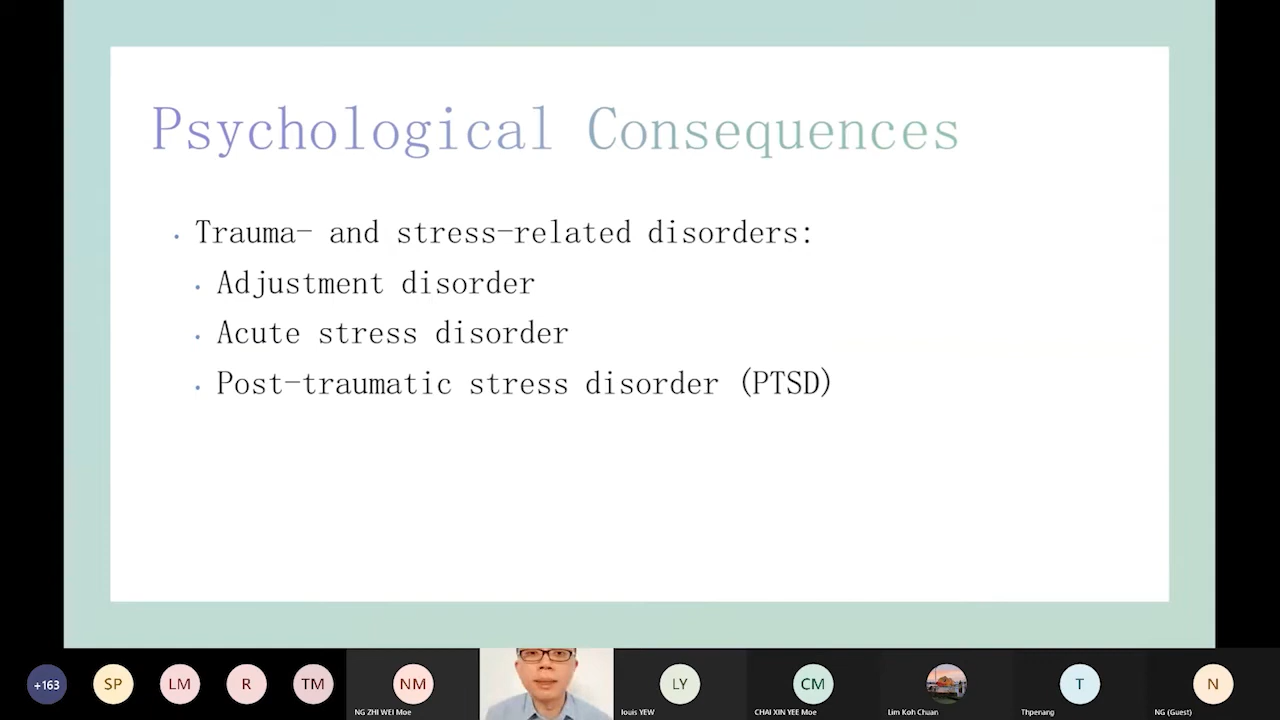 Psychological Consequences
Trauma- and stress-related disorders:
Adjustment disorder
Acute stress disorder
Post-traumatic stress disorder (PTSD)
+163
SP
LM
R
TM
NM
LY
CM
T
N
NG ZHI WEI Moe
louis YEW
CHAI XIN YEE Moe
Lim Koh Chuan
Thpenang
NG (Guest)